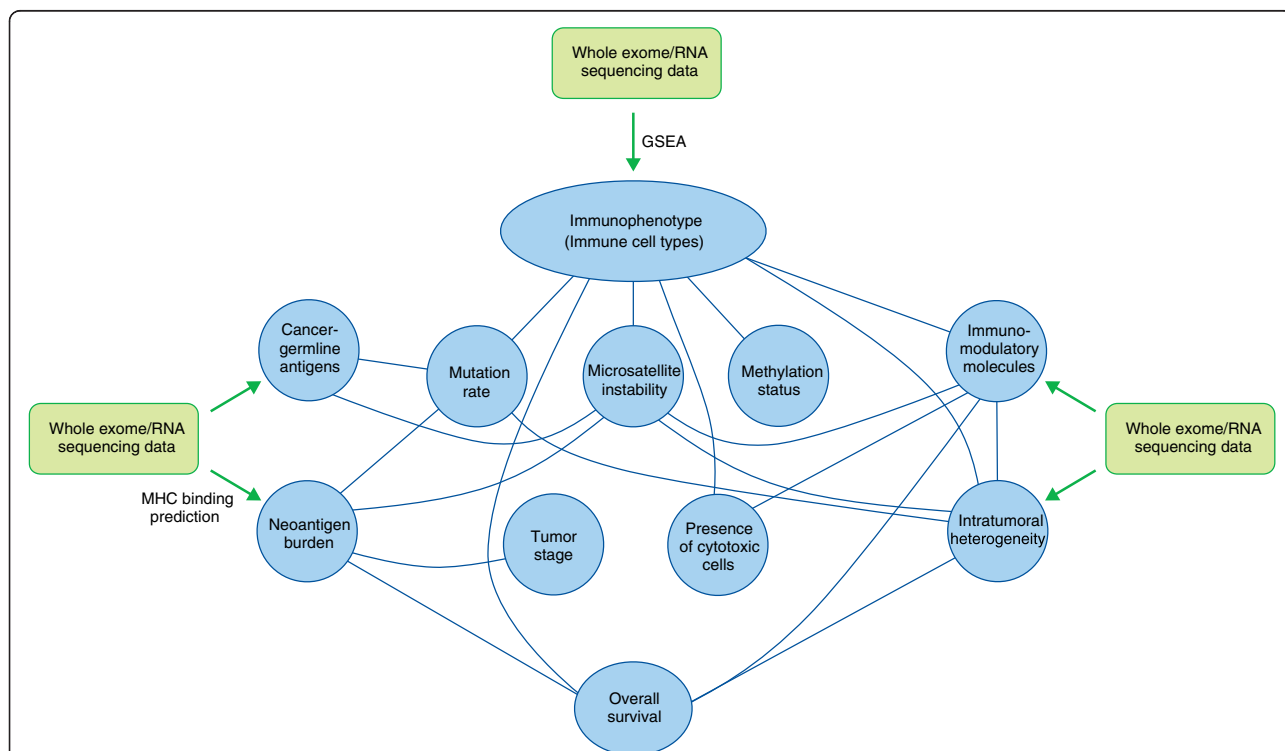 Whole exome/RNA
sequencing data
GSEA
Immunophenotype
(Immune cell types)
Cancer-
germline
antigens
Mutation
rate
Microsatellite
instability
Methylation
status
Immuno-
modulatory
molecules
Whole exome/RNA
sequencing data
Whole exome/RNA
sequencing data
MHC binding
prediction
Neoantigen
burden
Tumor
stage
Presence
of cytotoxic
cells
Intratumoral
heterogeneity
Overall
survival